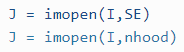 J = imopen(I,SE)
J = imopen(I,nhood)